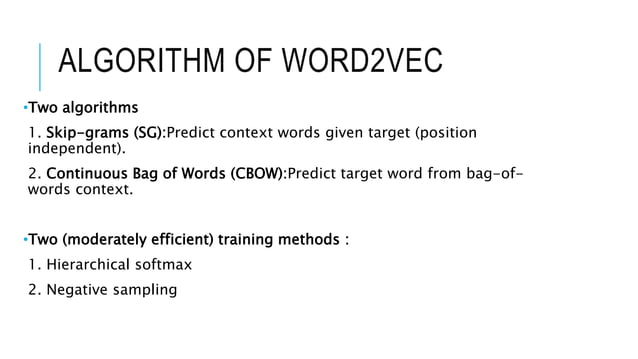 ALGORITHM OF WORD2VEC
•Two algorithms
1. Skip-grams (SG):Predict context words given target (position
independent).
2. Continuous Bag of Words (CBOW):Predict target word from bag-of-
words context.
•Two (moderately efficient) training methods :
1. Hierarchical softmax
2. Negative sampling